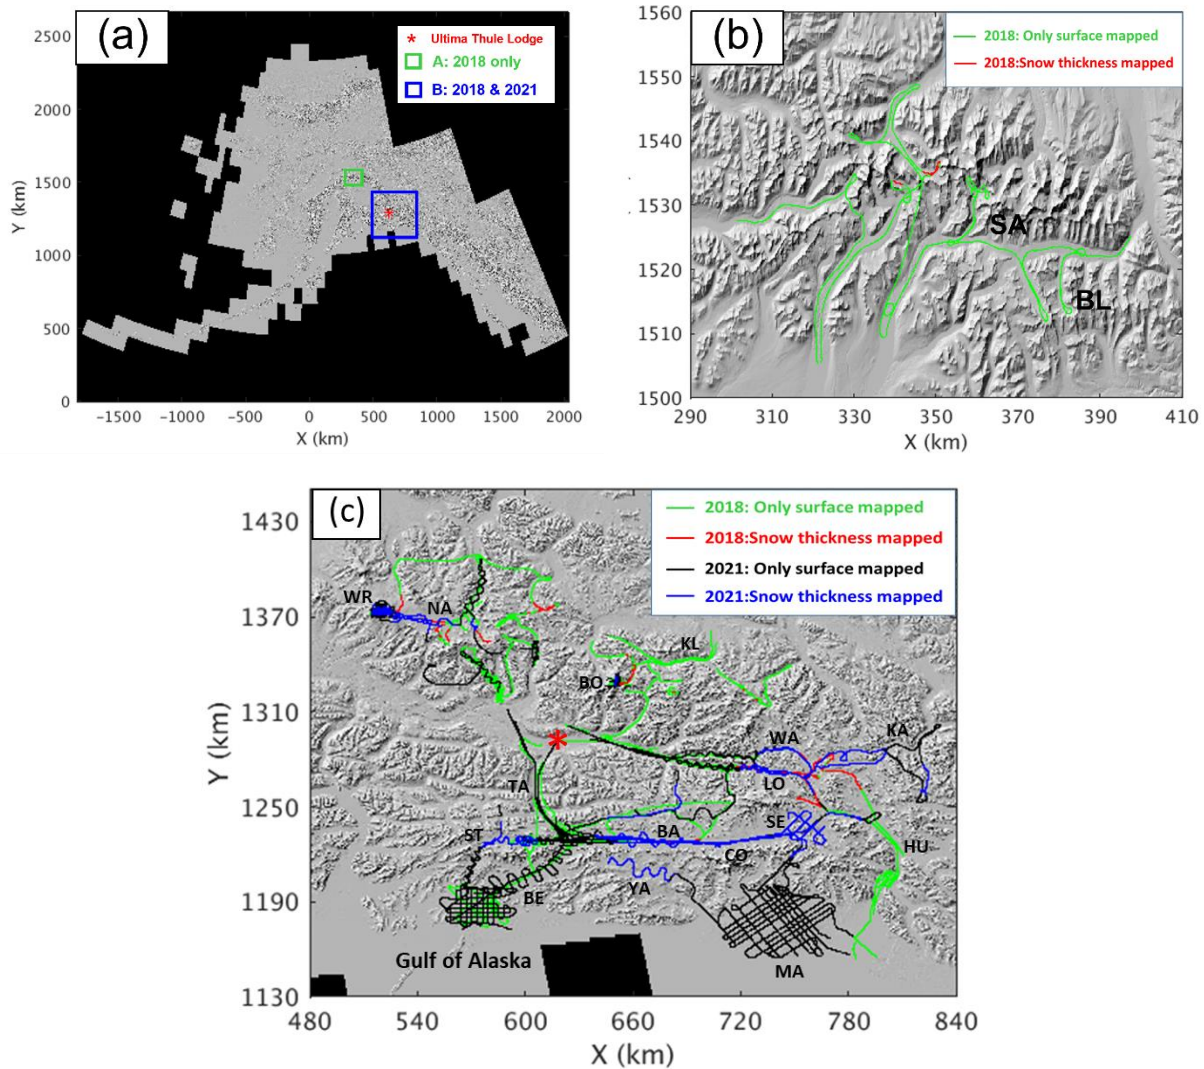 (a)
* Ultima Thule Lodge
A: 2018 only
B: 2018 & 2021
2500
2000
1500
1000
500
0
Y (km)
−1500
−1000
−500
0
500
1000
1500
2000
X (km)
(b)
2018: Only surface mapped
2018:Snow thickness mapped
1560
1550
1540
1530
1520
1510
1500
SA
BL
290
310
330
350
370
390
410
X (km)
(c)
2018: Only surface mapped
2018:Snow thickness mapped
2021: Only surface mapped
2021:Snow thickness mapped
1430
1370
1310
1250
1190
1130
Y (km)
WR
NA
KL
BO
WA
KA
LO
TA
ST
BA
SE
CO
HU
YA
BE
MA
Gulf of Alaska
480
540
600
660
720
780
840
X (km)